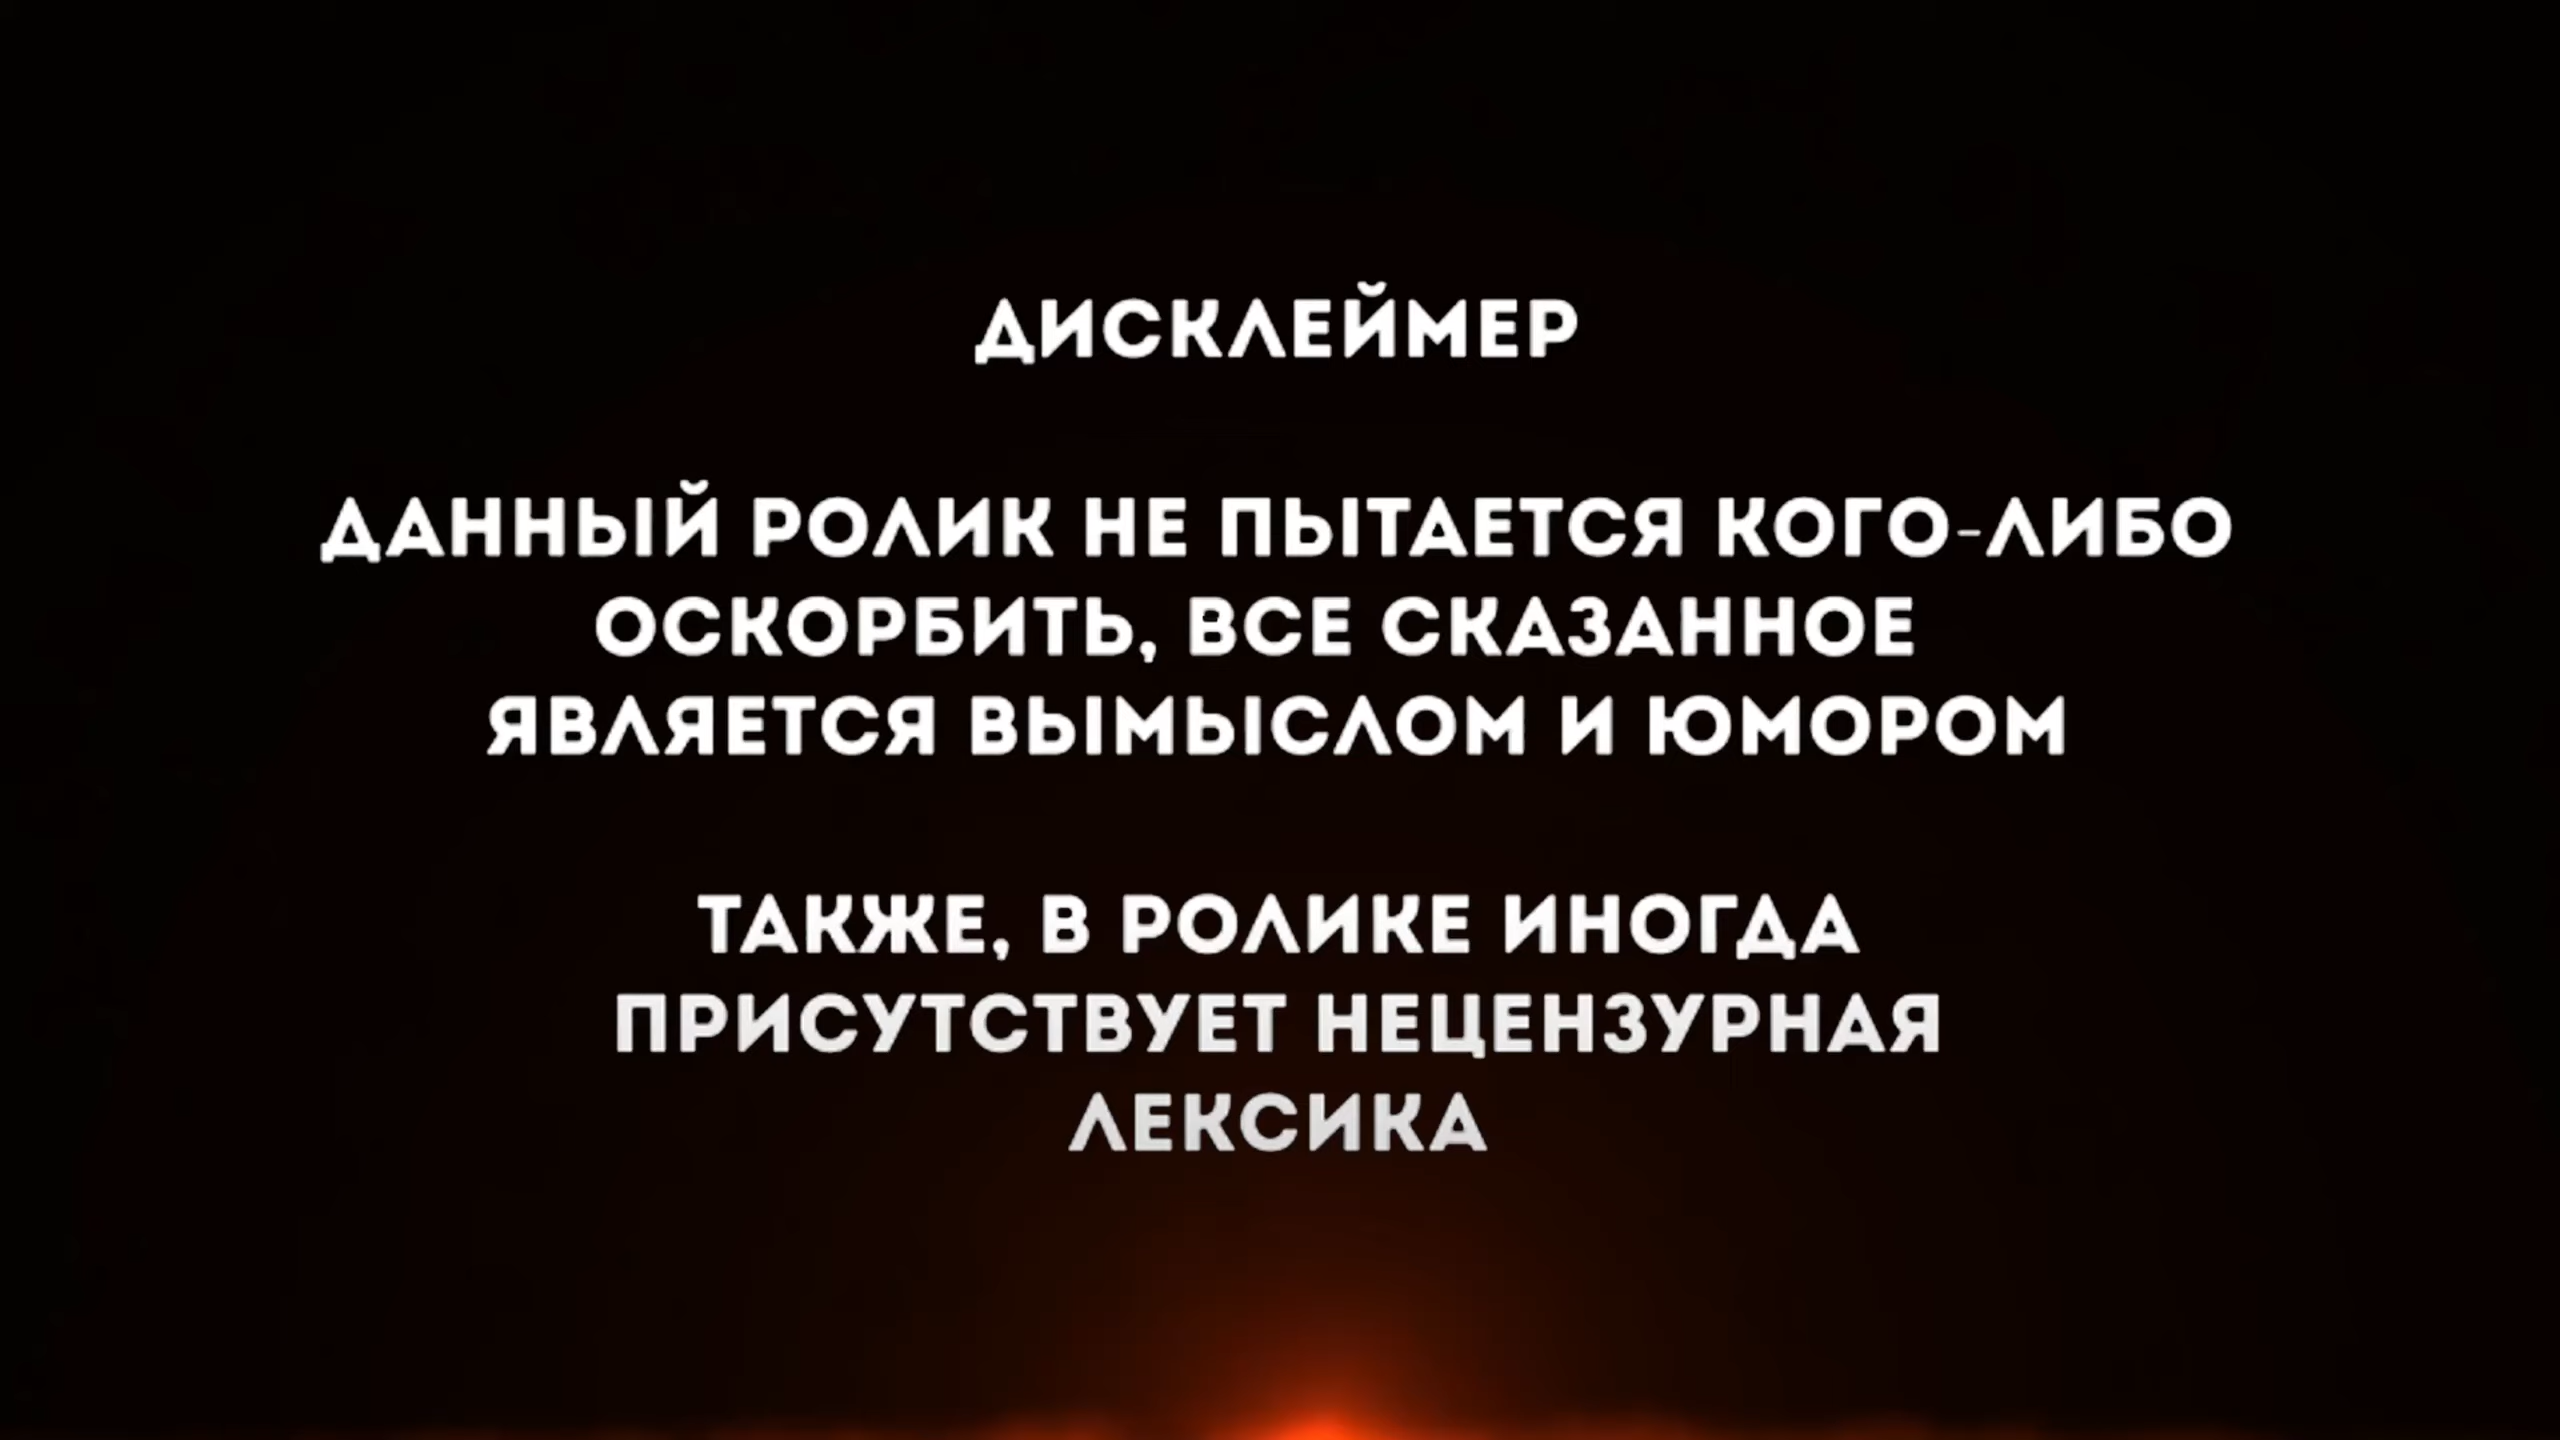 ДИСКЛЕЙМЕР
ДАННЫЙ РОЛИК НЕ ПЫТАЕТСЯ КОГО-ЛИБО
ОСКОРБИТЬ, ВСЕ СКАЗАННОЕ
ЯВЛЯЕТСЯ ВЫМЫСЛОМ И ЮМОРОМ
ТАКЖЕ, В РОЛИКЕ ИНОГДА
ПРИСУТСТВУЕТ НЕЦЕНЗУРНАЯ
ЛЕКСИКА